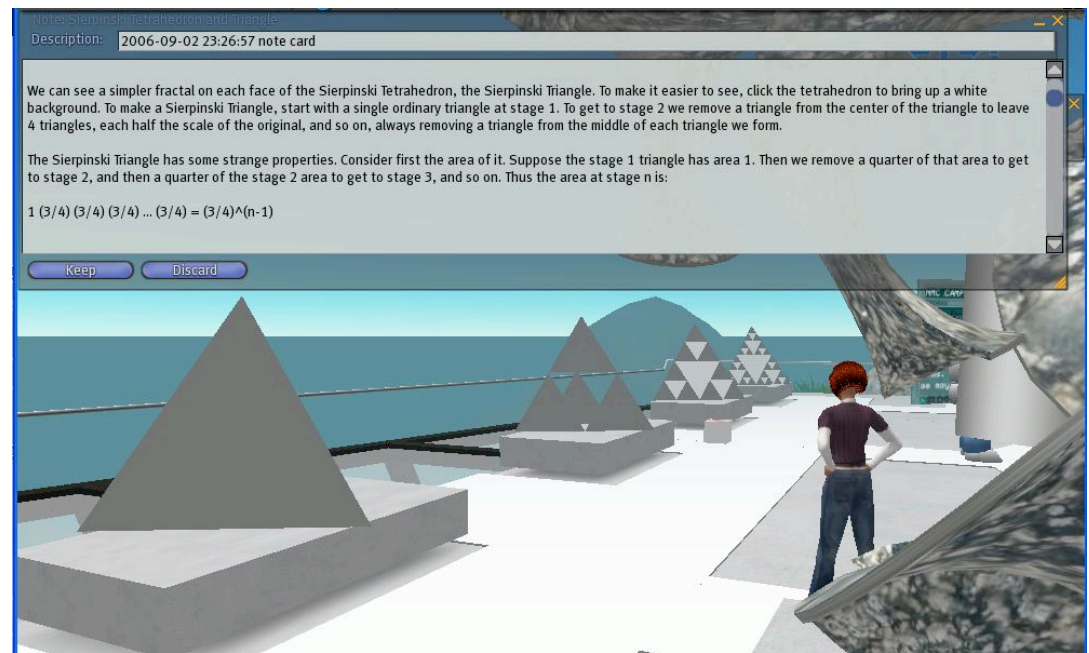 Note: Sierpinski Tetrahedron and Triangle
Description: 2006-09-02 23:26:57 note card
We can see a simpler fractal on each face of the Sierpinski Tetrahedron, the Sierpinski Triangle. To make it easier to see, click the tetrahedron to bring up a white
background. To make a Sierpinski Triangle, start with a single ordinary triangle at stage 1. To get to stage 2 we remove a triangle from the center of the triangle to leave
4 triangles, each half the scale of the original, and so on, always removing a triangle from the middle of each triangle we form.
The Sierpinski Triangle has some strange properties. Consider first the area of it. Suppose the stage 1 triangle has area 1. Then we remove a quarter of that area to get
to stage 2, and then a quarter of the stage 2 area to get to stage 3, and so on. Thus the area at stage n is:
1 (3/4) (3/4) (3/4) ... (3/4) = (3/4)^(n-1)
Keep Discard
NMC CAMP